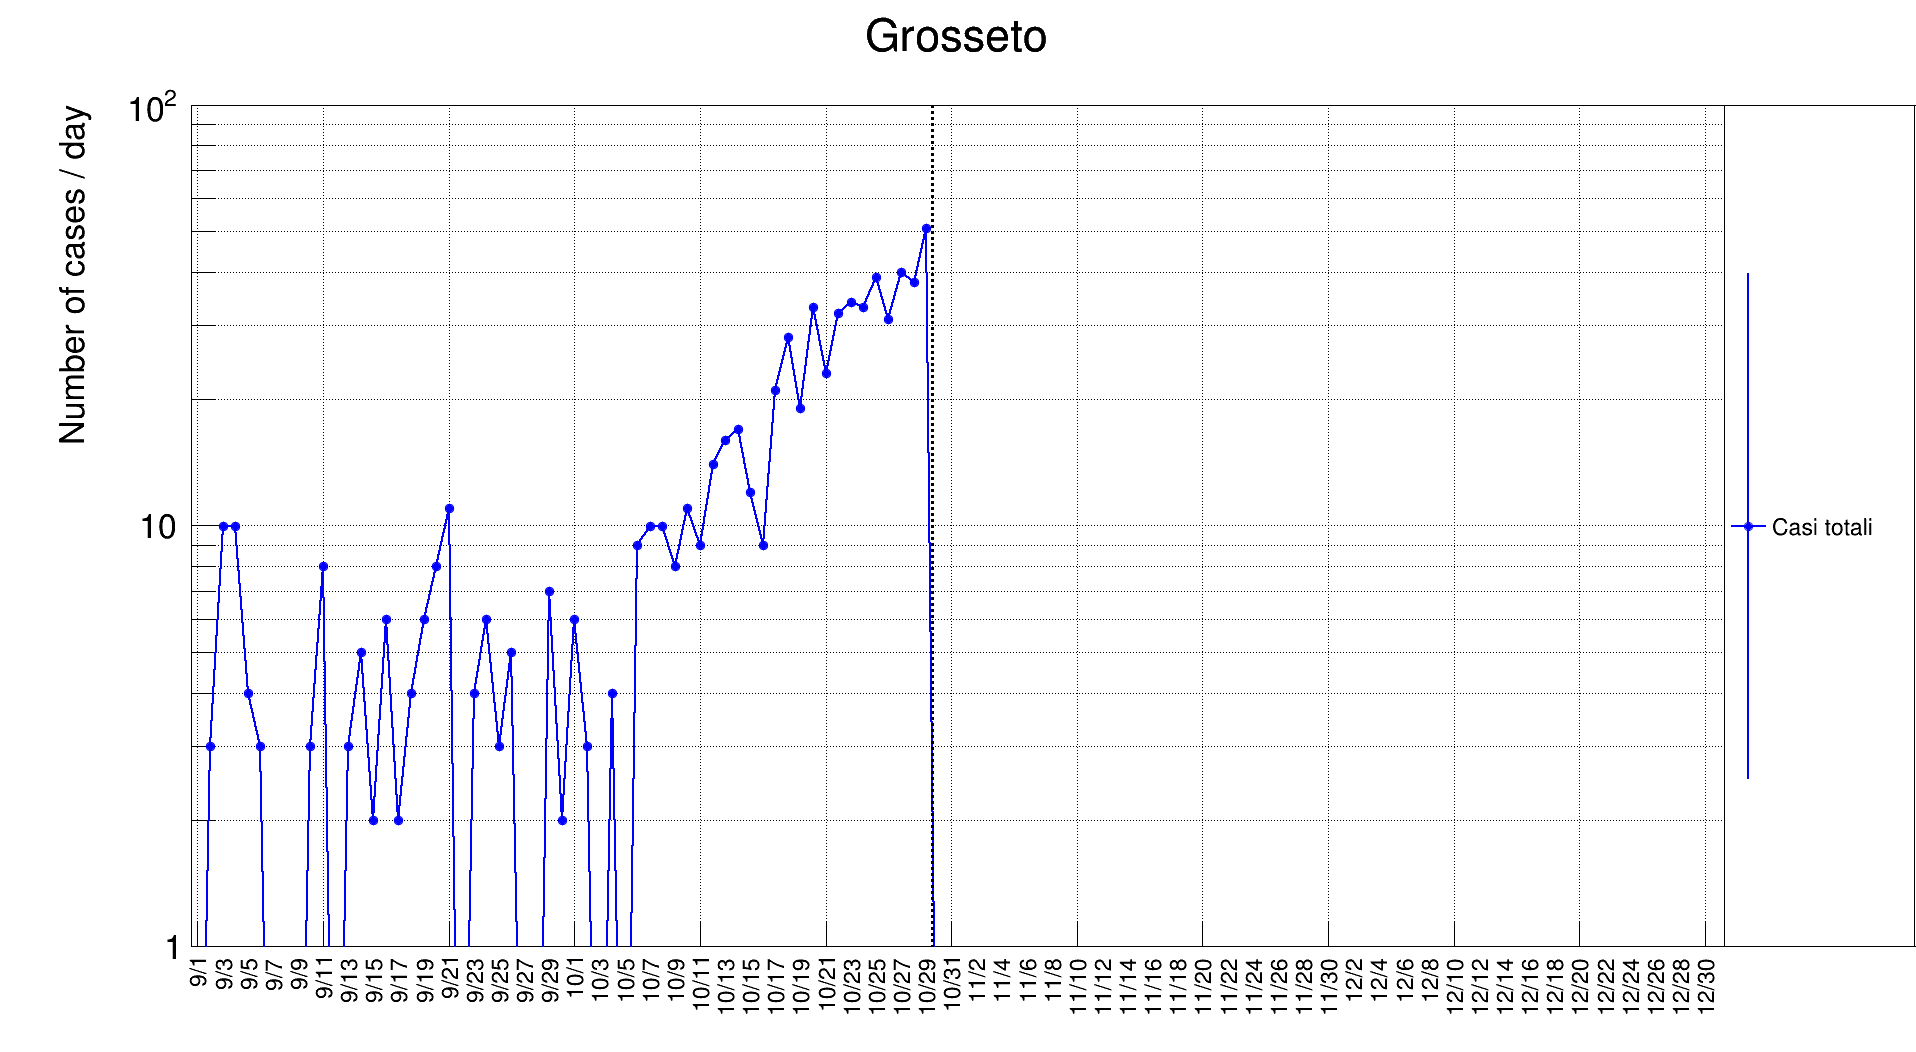 Grosseto
Number of cases / day
10²
10
1
Casi totali
9/1 9/3 9/5 9/7 9/9 9/11 9/13 9/15 9/17 9/19 9/21 9/23 9/25 9/27 9/29 10/1 10/3 10/5 10/7 10/9 10/11 10/13 10/15 10/17 10/19 10/21 10/23 10/25 10/27 10/29 10/31 11/2 11/4 11/6 11/8 11/10 11/12 11/14 11/16 11/18 11/20 11/22 11/24 11/26 11/28 11/30 12/2 12/4 12/6 12/8 12/10 12/12 12/14 12/16 12/18 12/20 12/22 12/24 12/26 12/28 12/30